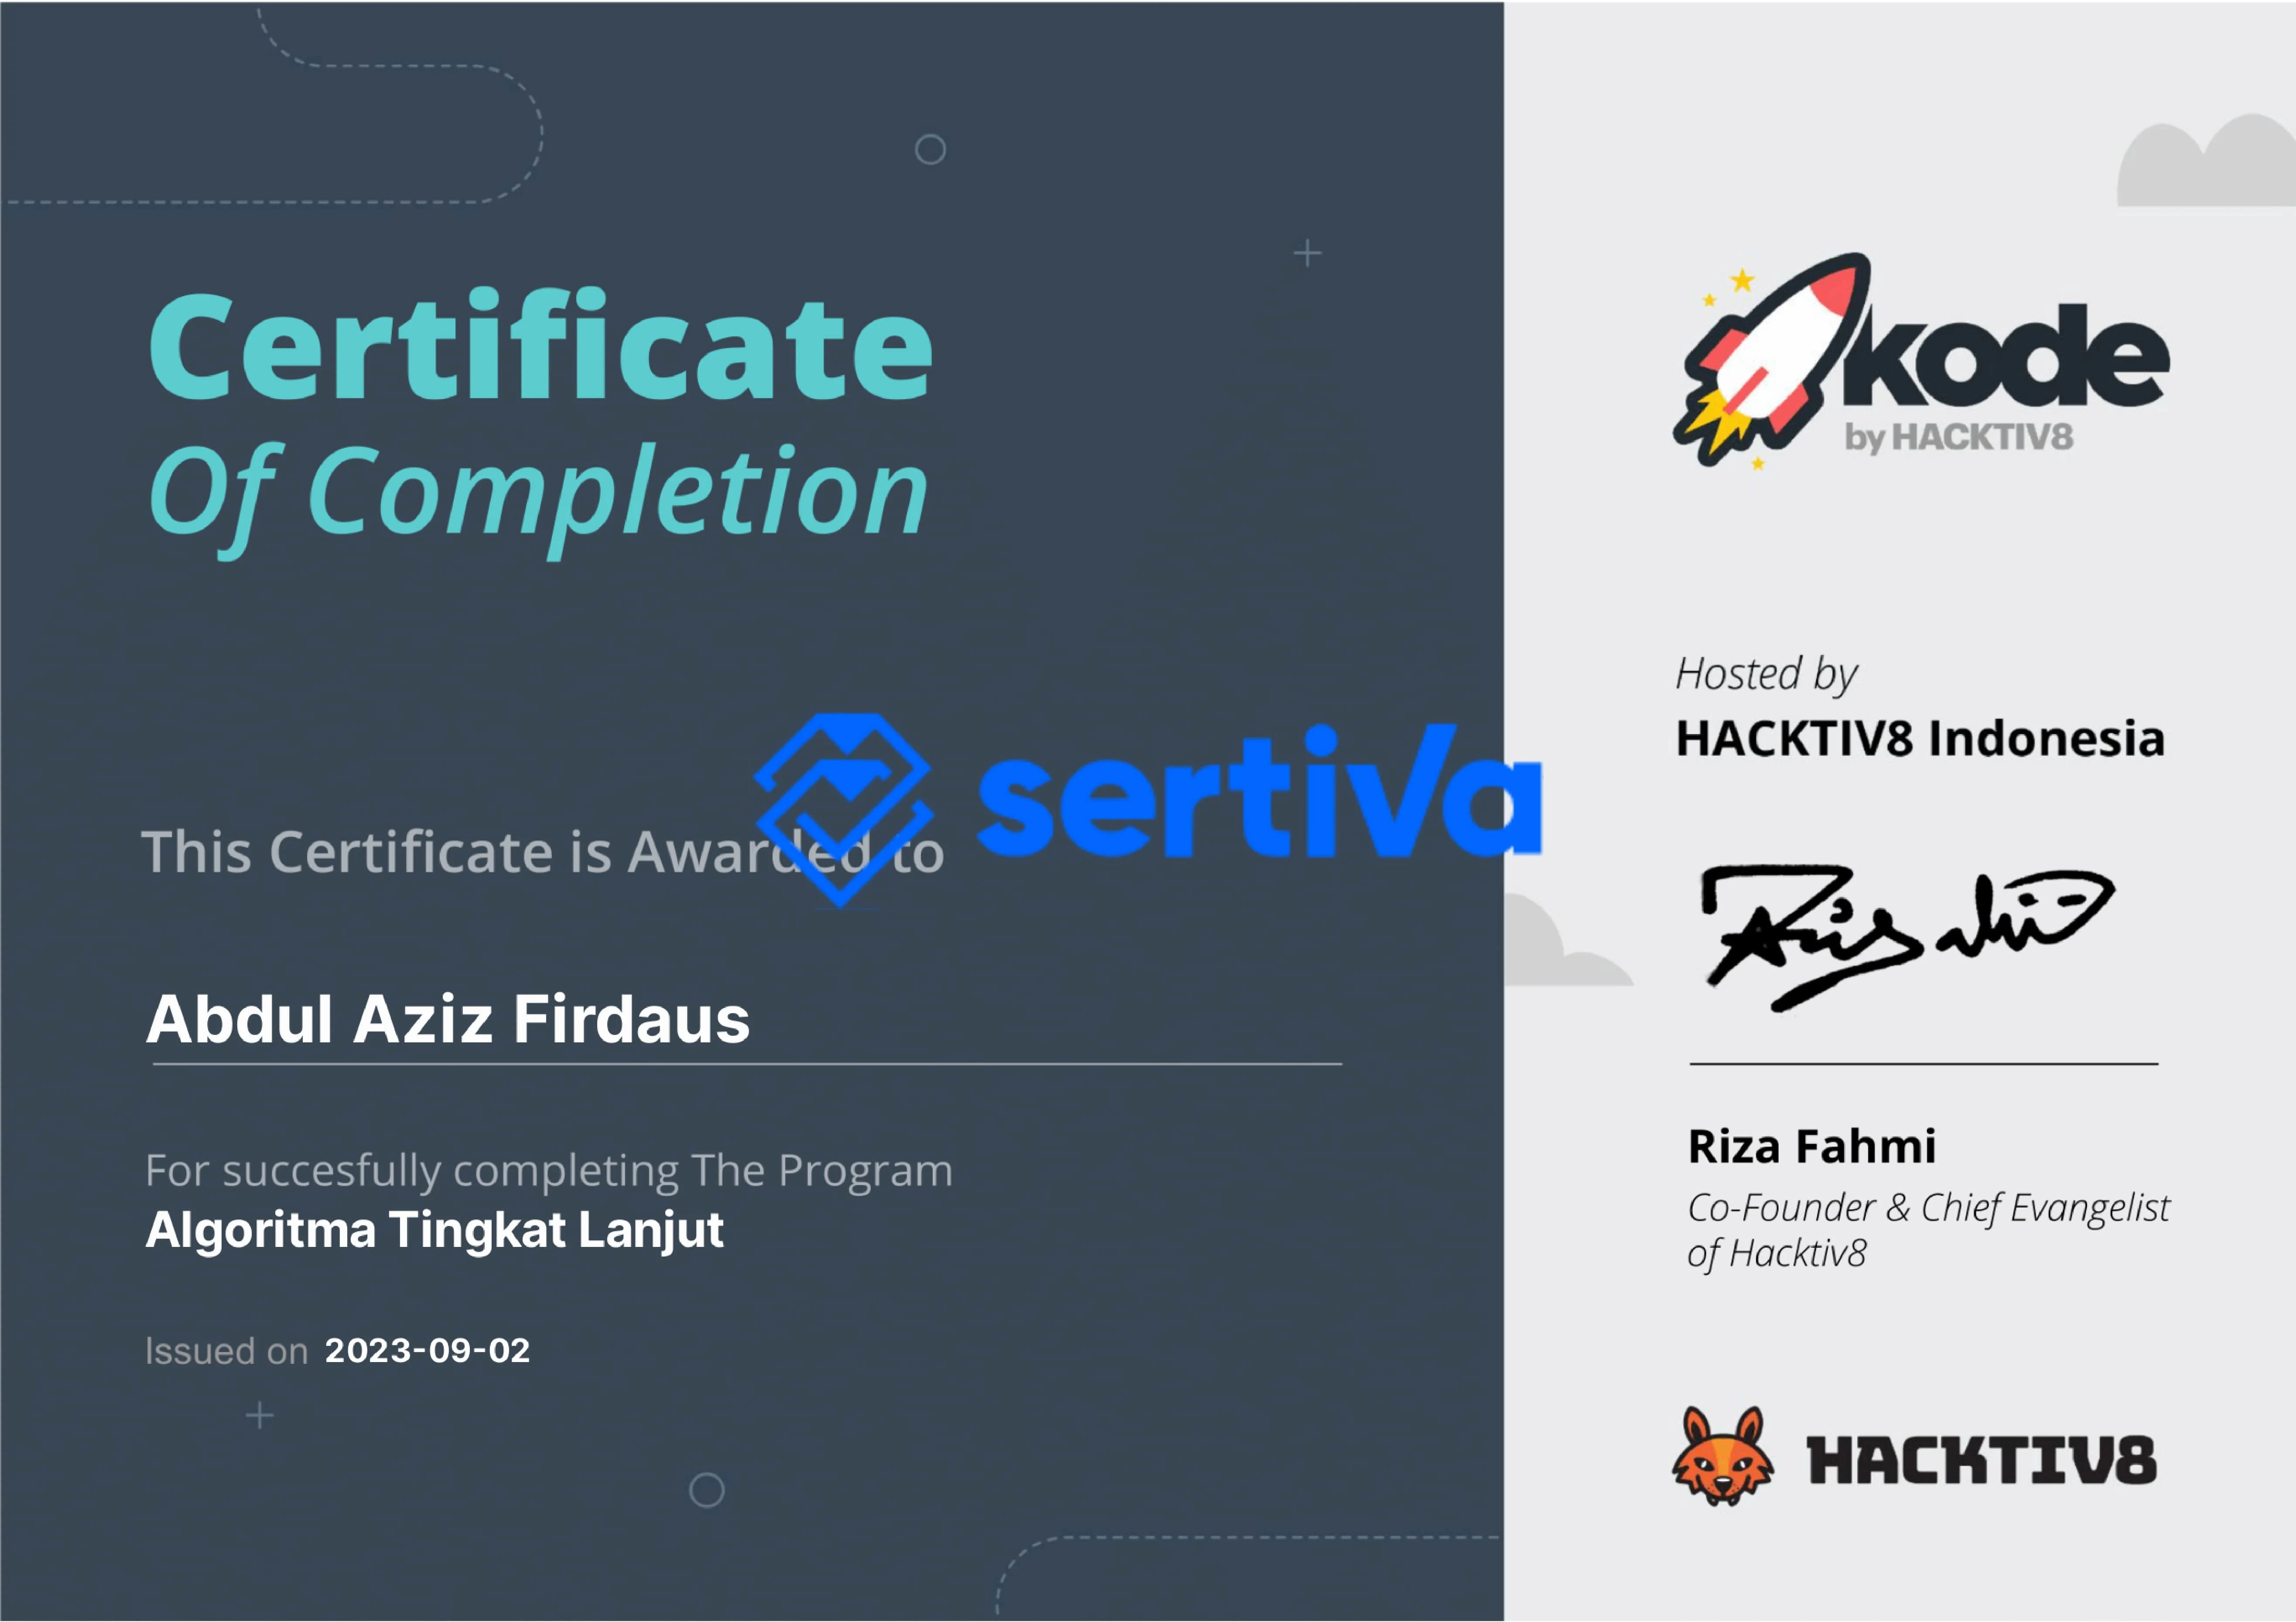 Certificate
Of Completion
This Certificate is Awarded to
Abdul Aziz Firdaus
For succesfully completing The Program
Algoritma Tingkat Lanjut
Issued on 2023-09-02
sertiva
kode
by HACKTIV8
Hosted by
HACKTIV8 Indonesia
Riza Fahmi
Co-Founder & Chief Evangelist
of Hacktiv8
HACKTIV8